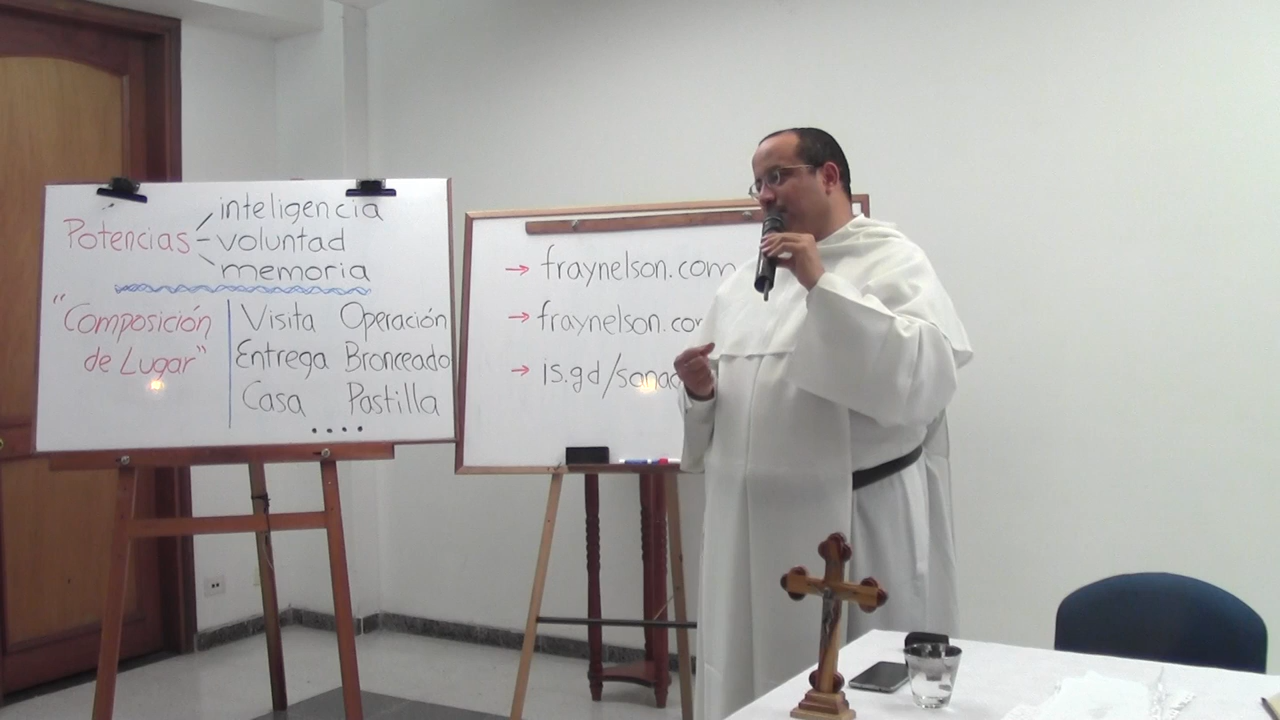 Potencias
inteligencia
voluntad
memoria
"Composición
de Lugar"
Visita Operación
Entrega Bronceado
Casa Pastilla
....
→ fraynelson.com
→ fraynelson.co
→ is.gd/sanac